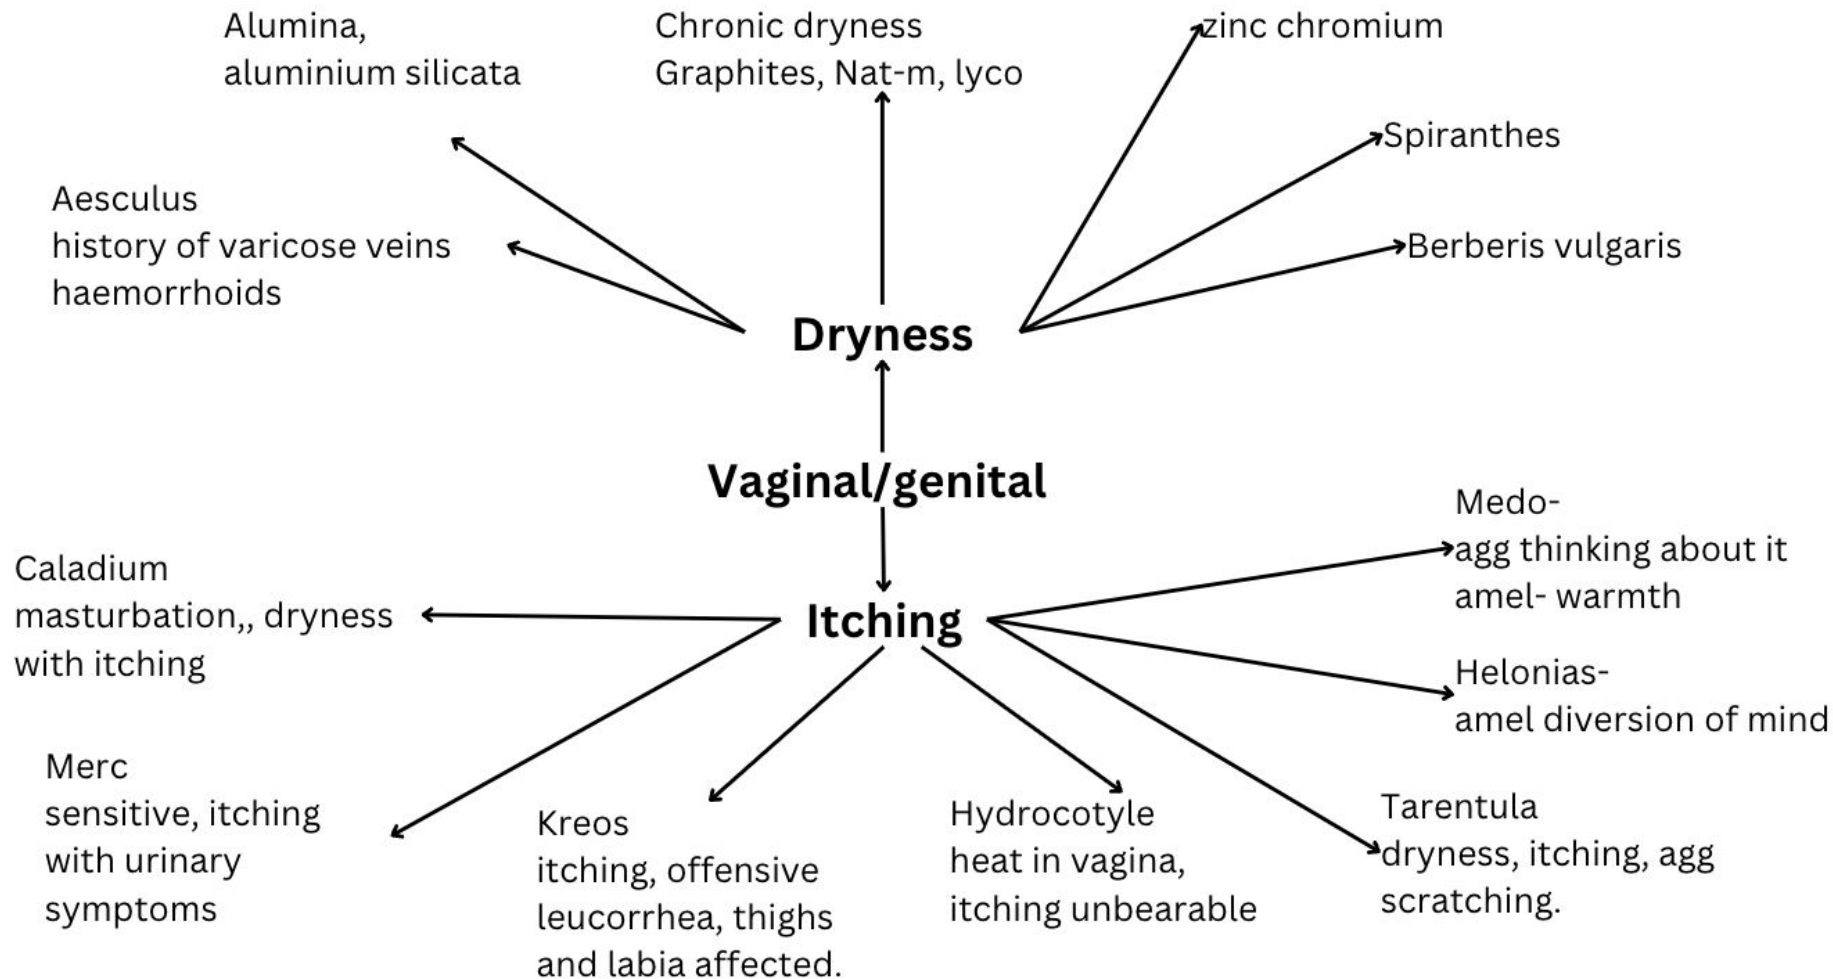 Alumina,
aluminium silicata
Chronic dryness
Graphites, Nat-m, lyco
zinc chromium
Spiranthes
Aesculus
history of varicose veins
haemorrhoids
Berberis vulgaris
Dryness
Vaginal/genital
Itching
Medo-
agg thinking about it
amel- warmth
Caladium
masturbation,, dryness
with itching
Helonias-
amel diversion of mind
Merc
sensitive, itching
with urinary
symptoms
Kreos
itching, offensive
leucorrhea, thighs
and labia affected.
Hydrocotyle
heat in vagina,
itching unbearable
Tarentula
dryness, itching, agg
scratching.